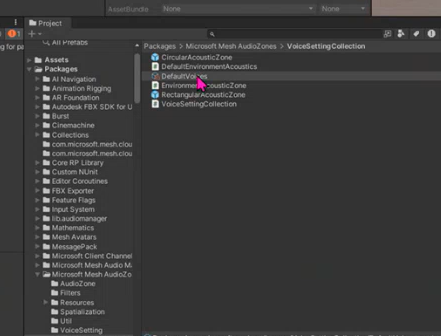 AssetBundle None None
Project
ing for pa
All Prefabs
Assets
Packages
AI Navigation
Animation Rigging
Autodesk FBX SDK for U
Burst
Cinemachine
Collections
com.microsoft.mesh.clou
com.microsoft.mesh.clou
Core RP Library
Custom NUnit
Editor Coroutines
FBX Exporter
Feature Flags
Input System
lib.audiomanager
Mathematics
Mesh Avatars
MessagePack
Microsoft Client Channel
Microsoft Mesh Audio M
Microsoft Mesh AudioZo
AudioZone
Filters
Resources
Spatialization
Util
VoiceSetting
Packages > Microsoft Mesh AudioZones > VoiceSettingCollection
CircularAcousticZone
DefaultEnvironmentAcoustics
DefaultVoices
EnvironmentAcousticZone
RectangularAcousticZone
VoiceSettingCollection